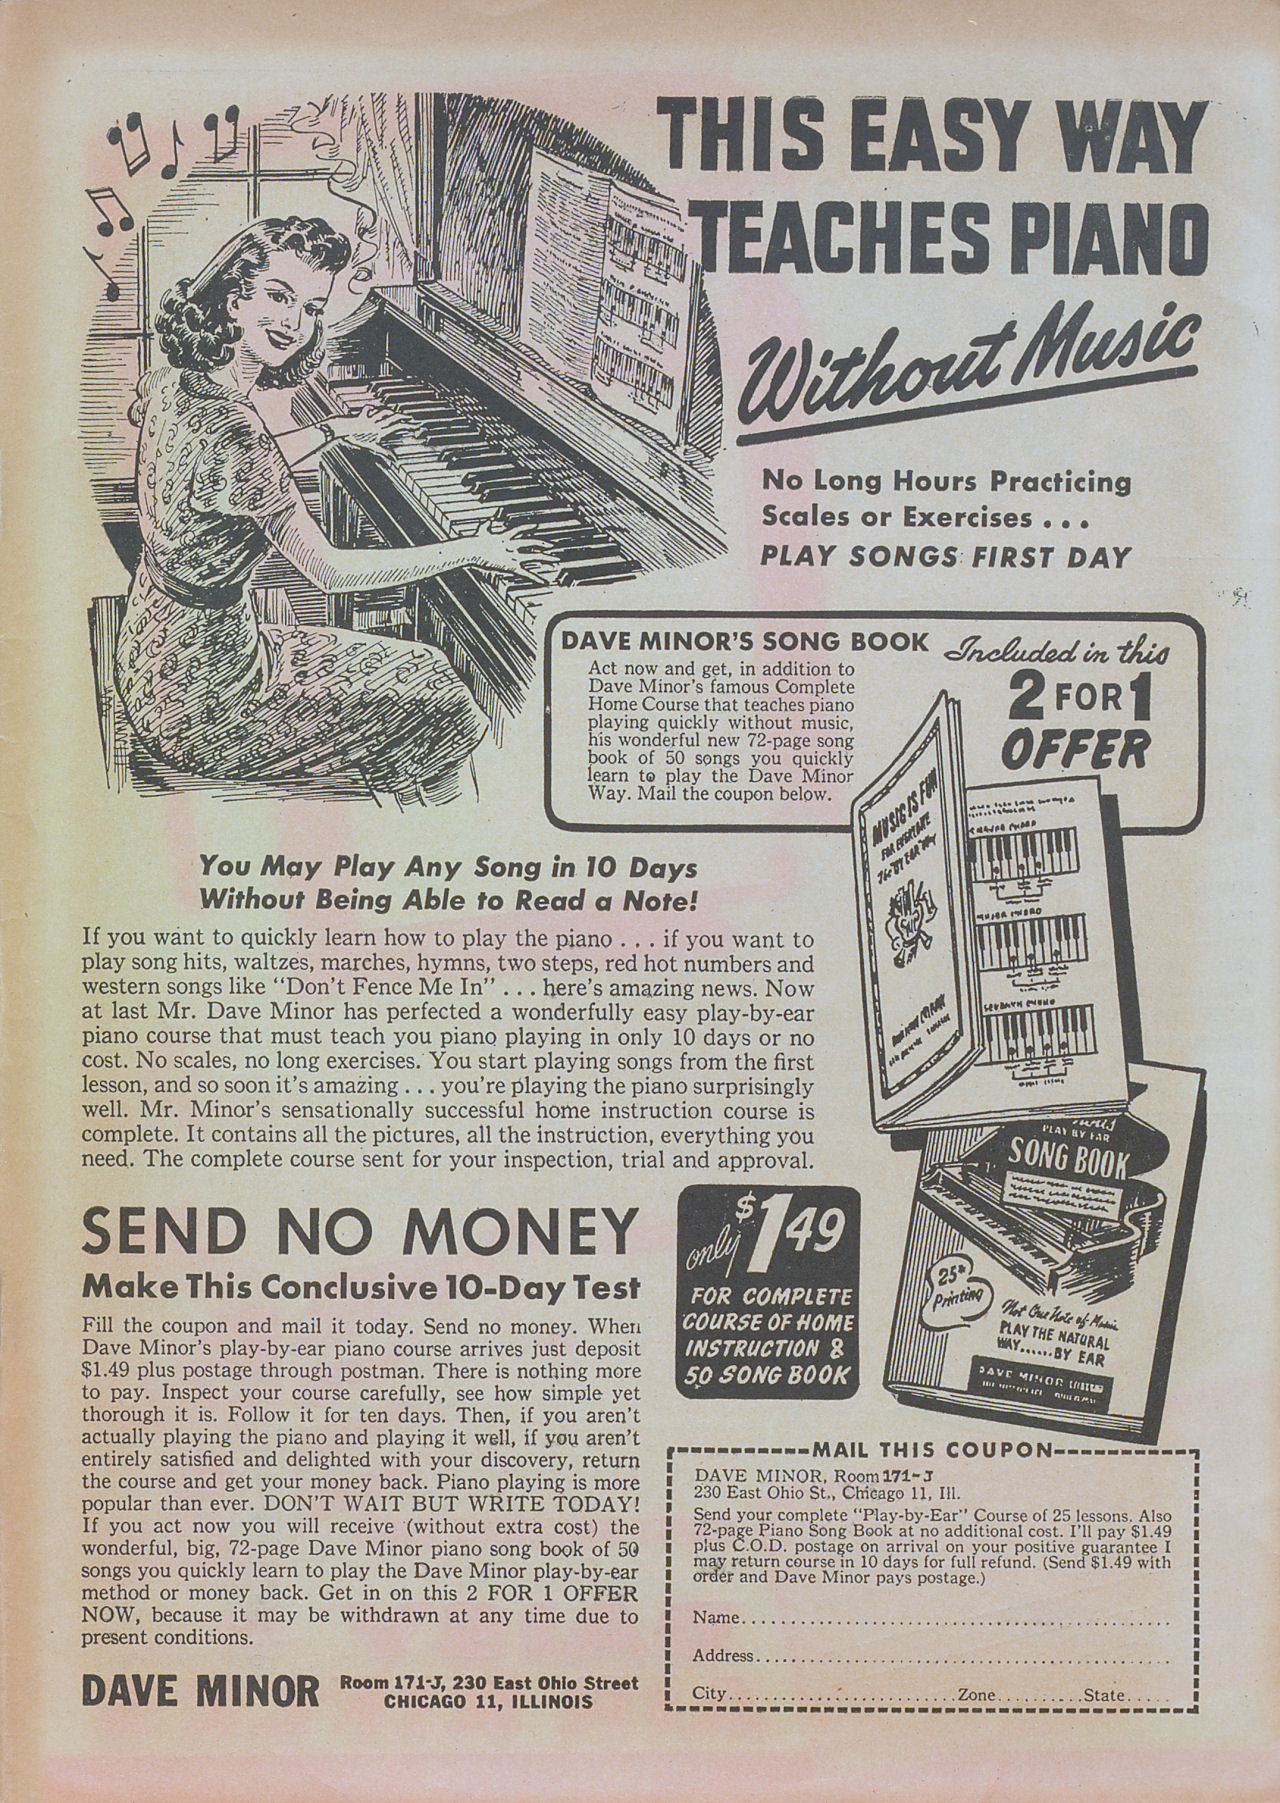 THIS EASY WAY
TEACHES PIANO
Without Music
No Long Hours Practicing
Scales or Exercises . . .
PLAY SONGS FIRST DAY
DAVE MINOR'S SONG BOOK
Act now and get, in addition to
Dave Minor's famous Complete
Home Course that teaches piano
playing quickly without music,
his wonderful new 72-page song
book of 50 songs you quickly
learn to play the Dave Minor
Way. Mail the coupon below.
Included in this
2 FOR 1
OFFER
MUSIC IS FUN
FOR EVERYONE
The "BY EAR" Way
MAJOR CHORD
SEVENTH CHORD
PLAY BY EAR
SONG BOOK
25th
Printing
Not One Note of Music
PLAY THE NATURAL
WAY......BY EAR
DAVE MINOR
You May Play Any Song in 10 Days
Without Being Able to Read a Note!
If you want to quickly learn how to play the piano . . . if you want to
play song hits, waltzes, marches, hymns, two steps, red hot numbers and
western songs like "Don't Fence Me In" . . . here's amazing news. Now
at last Mr. Dave Minor has perfected a wonderfully easy play-by-ear
piano course that must teach you piano playing in only 10 days or no
cost. No scales, no long exercises. You start playing songs from the first
lesson, and so soon it's amazing . . . you're playing the piano surprisingly
well. Mr. Minor's sensationally successful home instruction course is
complete. It contains all the pictures, all the instruction, everything you
need. The complete course sent for your inspection, trial and approval.
SEND NO MONEY
Make This Conclusive 10-Day Test
Fill the coupon and mail it today. Send no money. When
Dave Minor's play-by-ear piano course arrives just deposit
$1.49 plus postage through postman. There is nothing more
to pay. Inspect your course carefully, see how simple yet
thorough it is. Follow it for ten days. Then, if you aren't
actually playing the piano and playing it well, if you aren't
entirely satisfied and delighted with your discovery, return
the course and get your money back. Piano playing is more
popular than ever. DON'T WAIT BUT WRITE TODAY!
If you act now you will receive (without extra cost) the
wonderful, big, 72-page Dave Minor piano song book of 50
songs you quickly learn to play the Dave Minor play-by-ear
method or money back. Get in on this 2 FOR 1 OFFER
NOW, because it may be withdrawn at any time due to
present conditions.
DAVE MINOR
Room 171-J, 230 East Ohio Street
CHICAGO 11, ILLINOIS
only $1.49
FOR COMPLETE
COURSE OF HOME
INSTRUCTION &
50 SONG BOOK
MAIL THIS COUPON
DAVE MINOR, Room 171-J
230 East Ohio St., Chicago 11, Ill.
Send your complete "Play-by-Ear" Course of 25 lessons. Also
72-page Piano Song Book at no additional cost. I'll pay $1.49
plus C.O.D. postage on arrival on your positive guarantee I
may return course in 10 days for full refund. (Send $1.49 with
order and Dave Minor pays postage.)
Name
Address
City Zone State